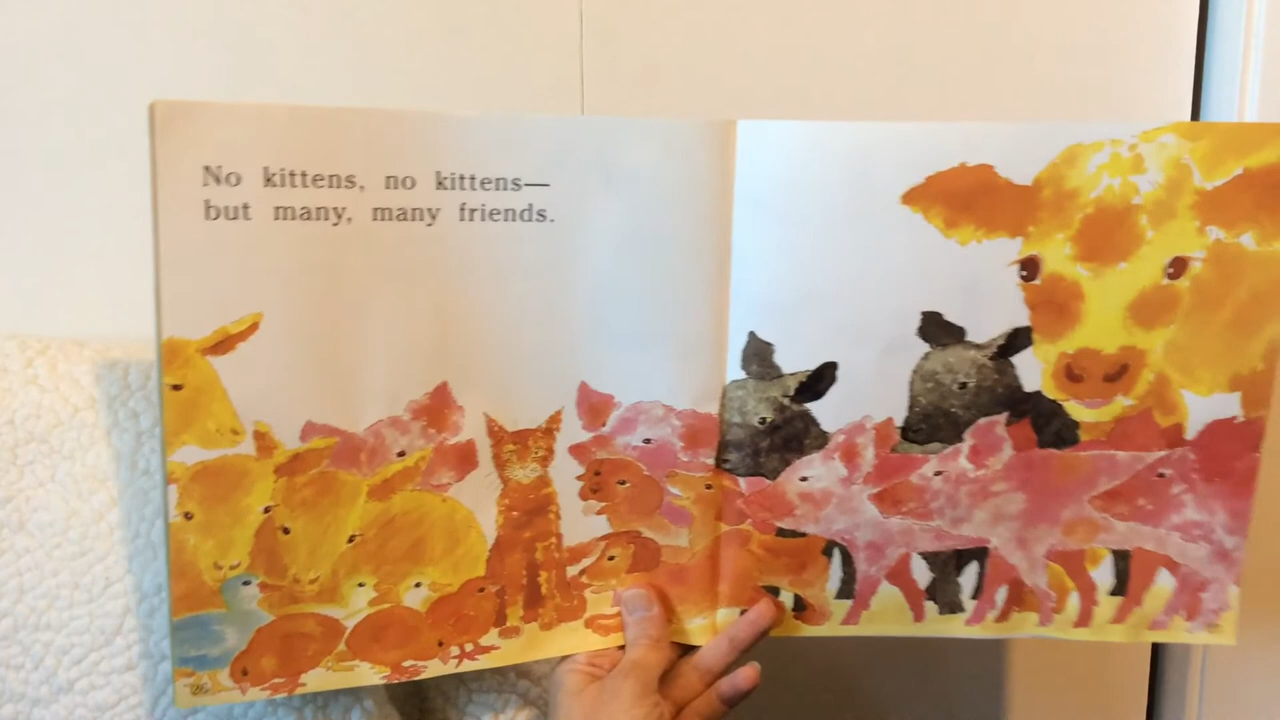 No kittens, no kittens—
but many, many friends.